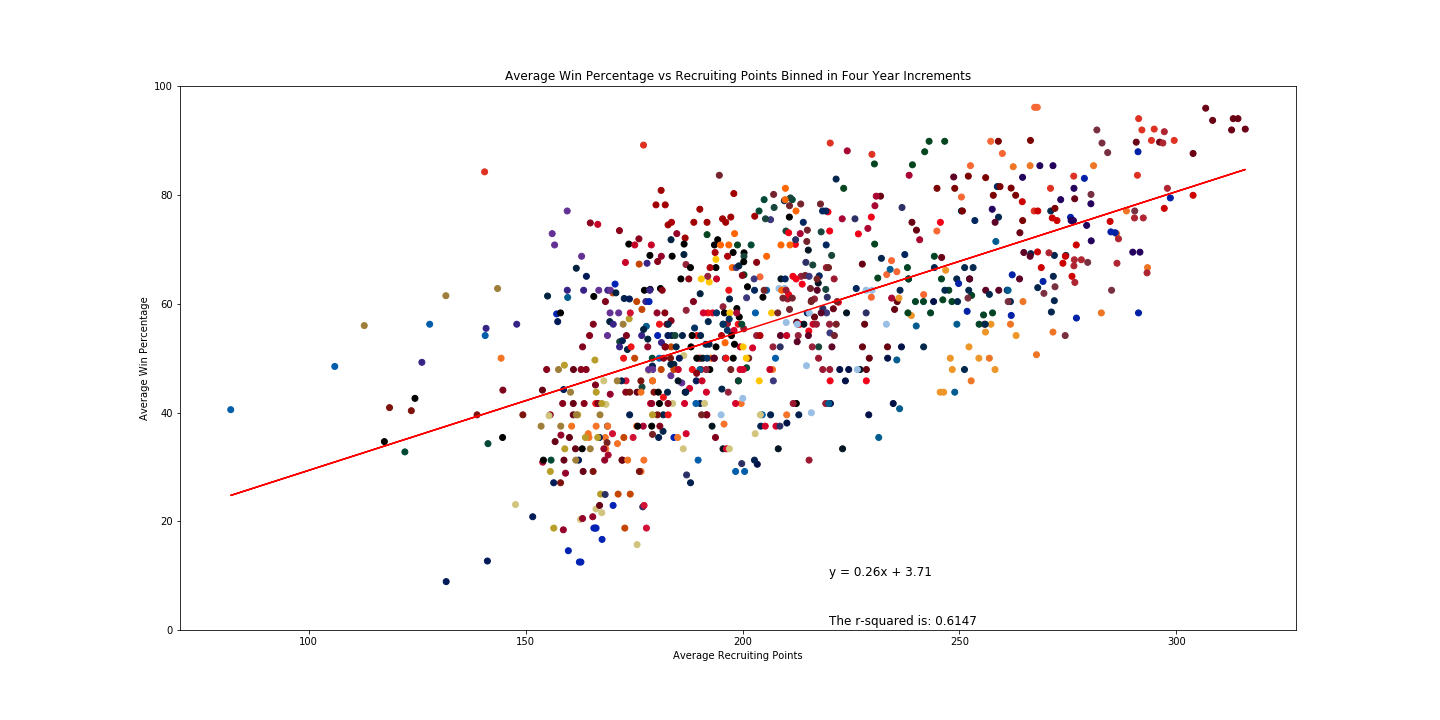 Average Win Percentage vs Recruiting Points Binned in Four Year Increments
100
80
60
40
20
0
Average Win Percentage
y = 0.26x + 3.71
The r-squared is: 0.6147
100 150 200 250 300
Average Recruiting Points